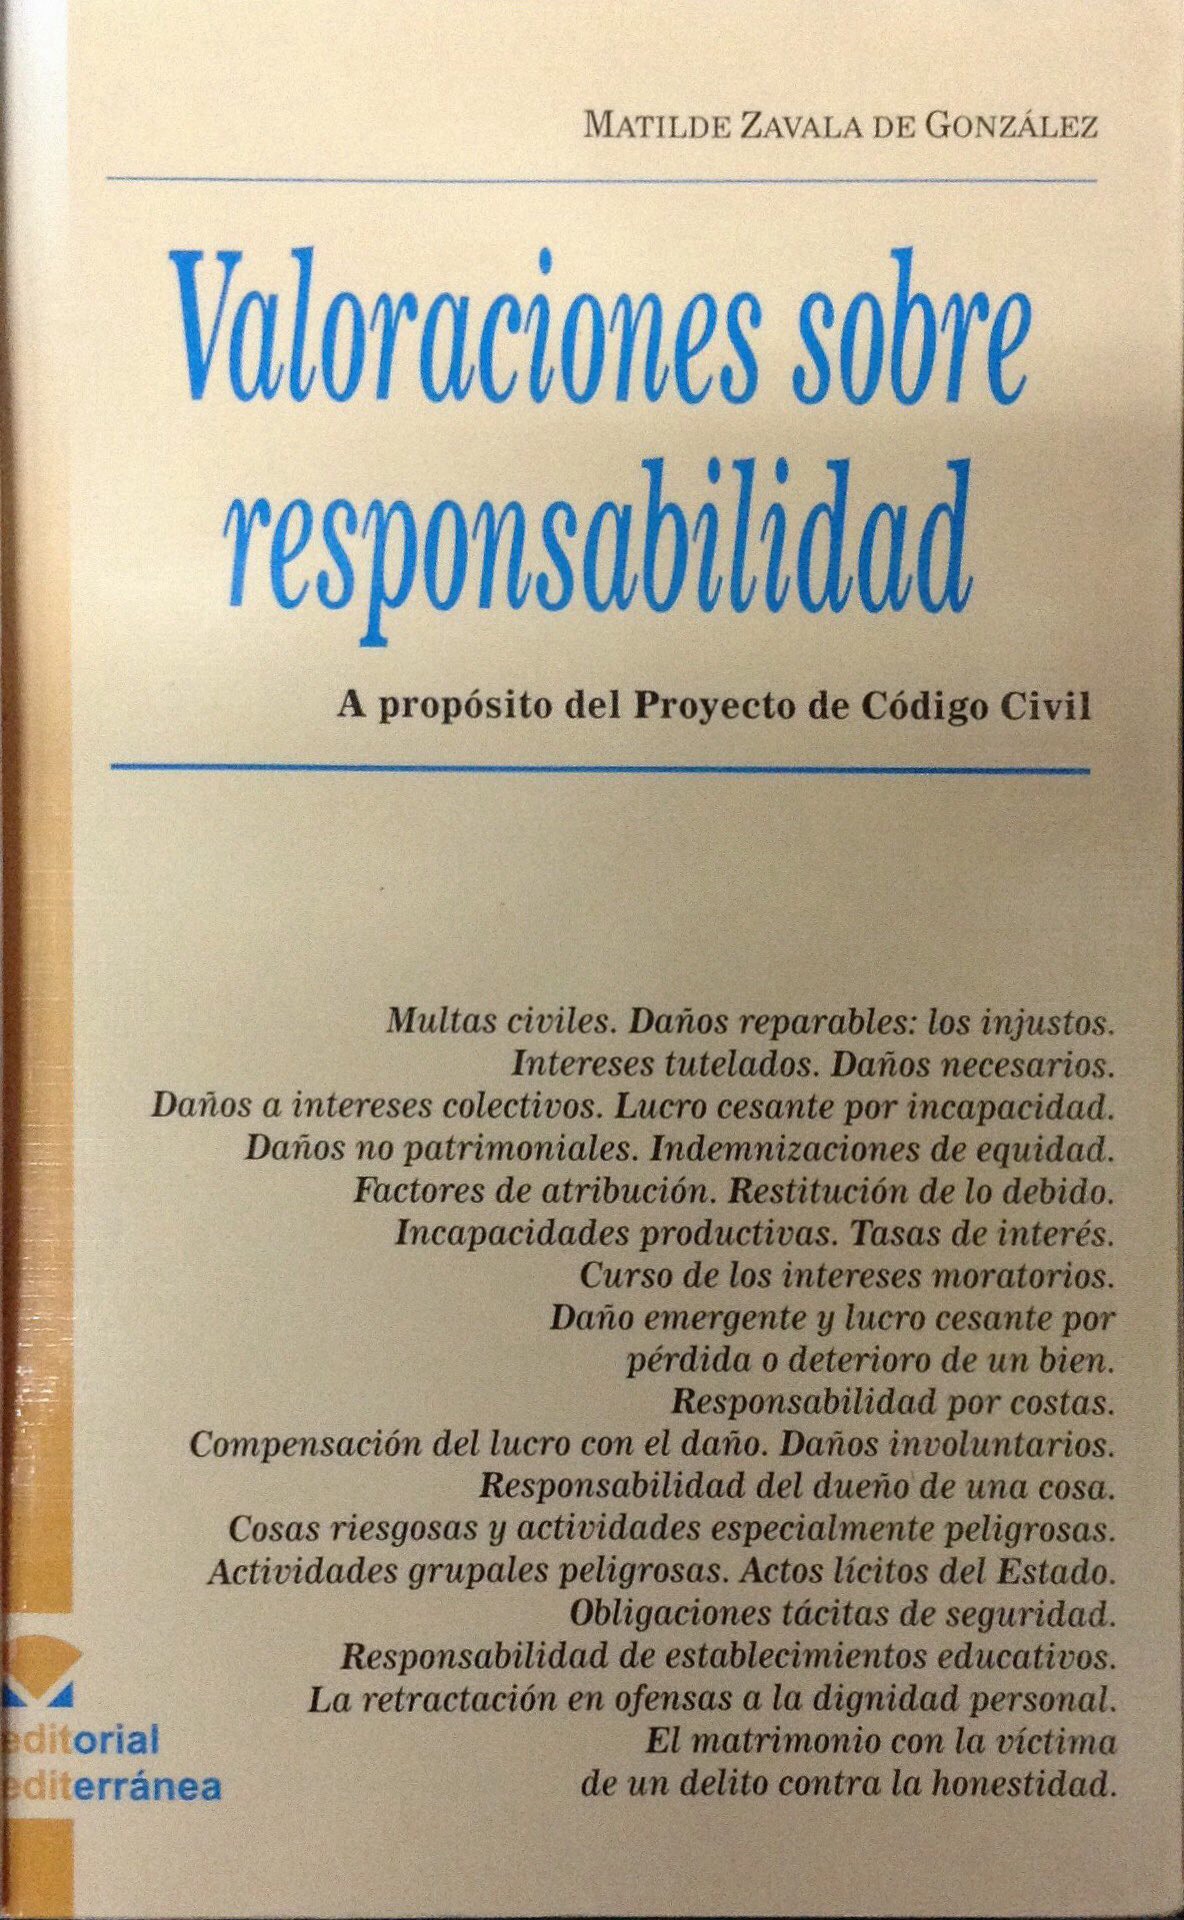 MATILDE ZAVALA DE GONZÁLEZ
Valoraciones sobre
responsabilidad
A propósito del Proyecto de Código Civil
Multas civiles. Daños reparables: los injustos.
Intereses tutelados. Daños necesarios.
Daños a intereses colectivos. Lucro cesante por incapacidad.
Daños no patrimoniales. Indemnizaciones de equidad.
Factores de atribución. Restitución de lo debido.
Incapacidades productivas. Tasas de interés.
Curso de los intereses moratorios.
Daño emergente y lucro cesante por
pérdida o deterioro de un bien.
Responsabilidad por costas.
Compensación del lucro con el daño. Daños involuntarios.
Responsabilidad del dueño de una cosa.
Cosas riesgosas y actividades especialmente peligrosas.
Actividades grupales peligrosas. Actos lícitos del Estado.
Obligaciones tácitas de seguridad.
Responsabilidad de establecimientos educativos.
La retractación en ofensas a la dignidad personal.
El matrimonio con la víctima
de un delito contra la honestidad.
editorial
editerránea